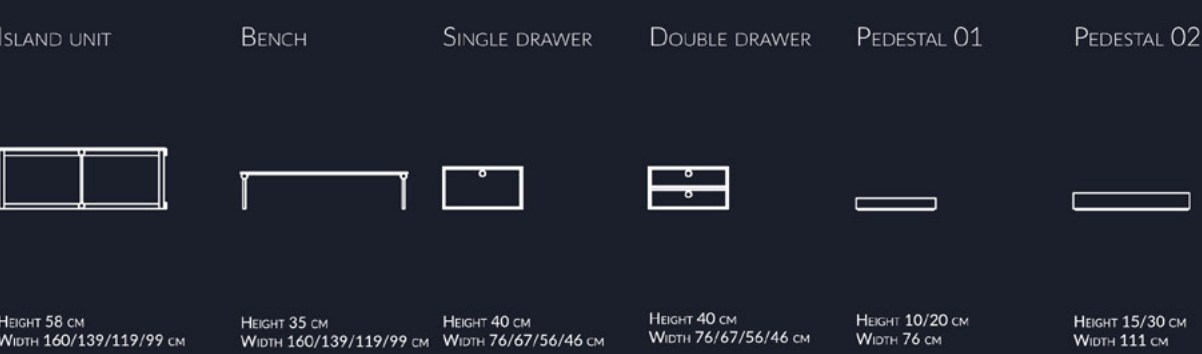 ISLAND UNIT
BENCH
SINGLE DRAWER
DOUBLE DRAWER
PEDESTAL 01
PEDESTAL 02
HEIGHT 58 CM
WIDTH 160/139/119/99 CM
HEIGHT 35 CM
WIDTH 160/139/119/99 CM
HEIGHT 40 CM
WIDTH 76/67/56/46 CM
HEIGHT 40 CM
WIDTH 76/67/56/46 CM
HEIGHT 10/20 CM
WIDTH 76 CM
HEIGHT 15/30 CM
WIDTH 111 CM